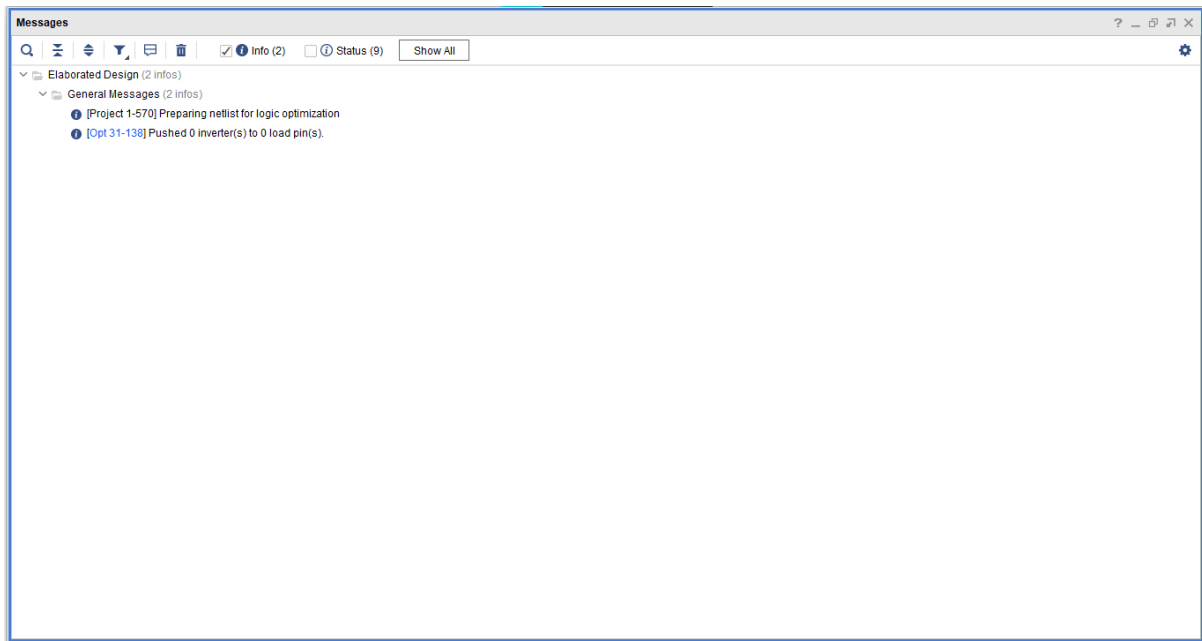 Messages
Info (2) Status (9) Show All
Elaborated Design (2 infos)
General Messages (2 infos)
[Project 1-570] Preparing netlist for logic optimization
[Opt 31-138] Pushed 0 inverter(s) to 0 load pin(s).